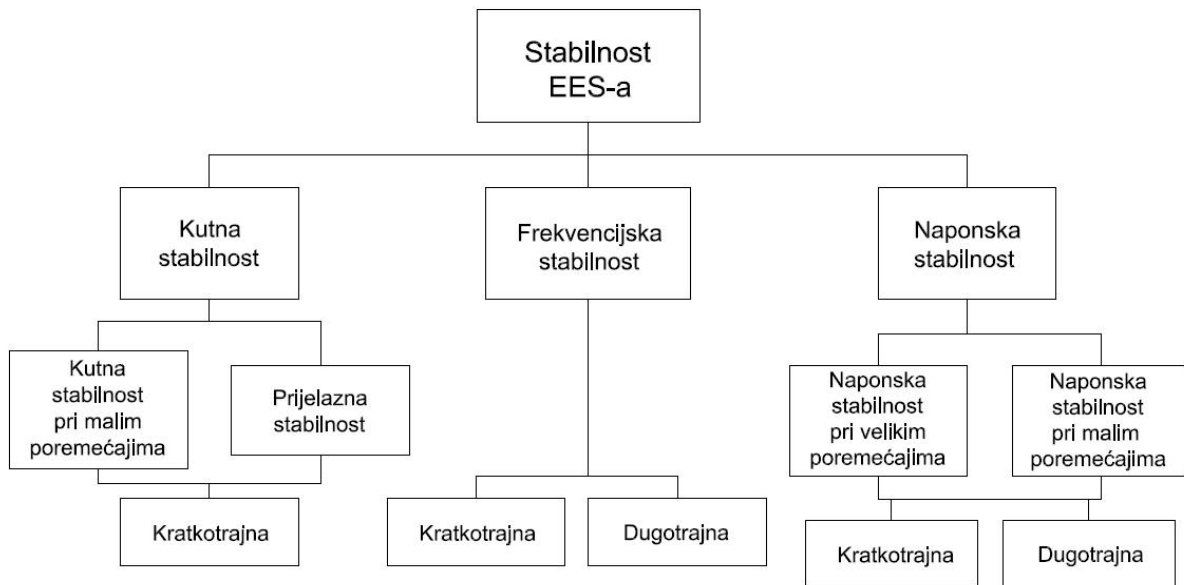 Stabilnost
EES-a
Kutna
stabilnost
Frekvencijska
stabilnost
Naponska
stabilnost
Kutna
stabilnost
pri malim
poremećajima
Prijelazna
stabilnost
Naponska
stabilnost
pri velikim
poremećajima
Naponska
stabilnost
pri malim
poremećajima
Kratkotrajna
Kratkotrajna
Dugotrajna
Kratkotrajna
Dugotrajna